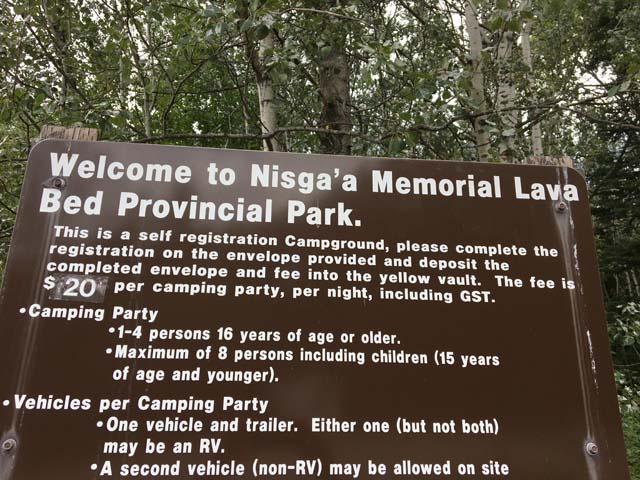 Welcome to Nisga'a Memorial Lava
Bed Provincial Park.
This is a self registration Campground, please complete the
registration on the envelope provided and deposit the
completed envelope and fee into the yellow vault. The fee is
$ 20 per camping party, per night, including GST.
•Camping Party
•1-4 persons 16 years of age or older.
•Maximum of 8 persons including children (15 years
of age and younger).
•Vehicles per Camping Party
•One vehicle and trailer. Either one (but not both)
may be an RV.
•A second vehicle (non-RV) may be allowed on site